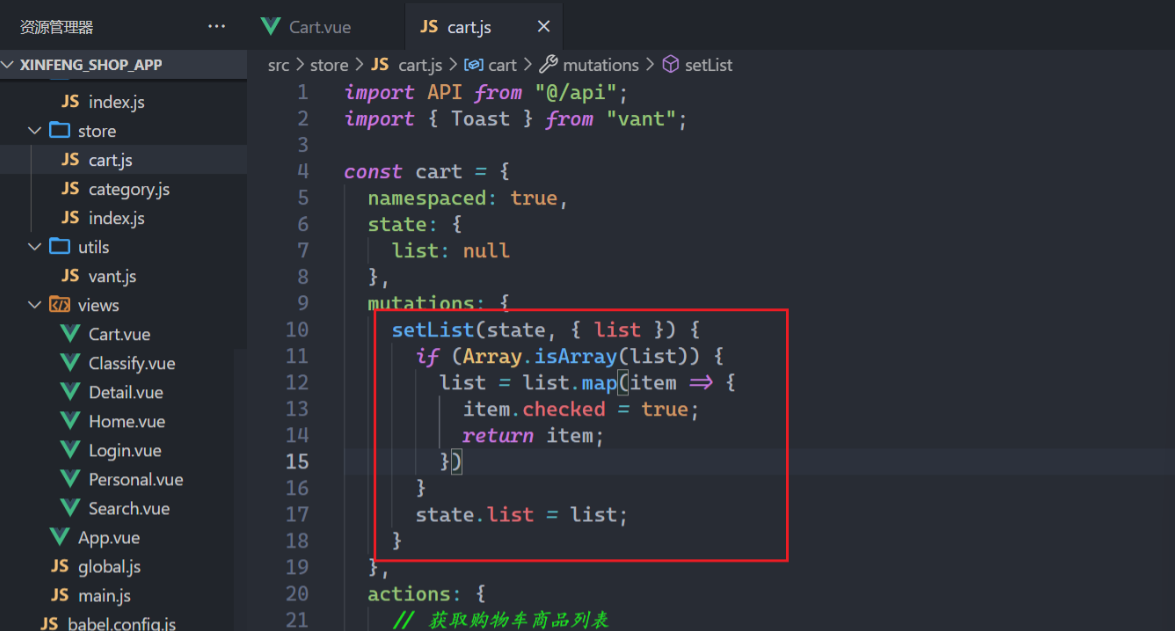 资源管理器 ···
Cart.vue
JS cart.js ×
XINFENG_SHOP_APP
JS index.js
store
JS cart.js
JS category.js
JS index.js
utils
JS vant.js
views
Cart.vue
Classify.vue
Detail.vue
Home.vue
Login.vue
Personal.vue
Search.vue
App.vue
JS global.js
JS main.js
JS babel.config.js
src > store > JS cart.js > cart > mutations > setList
1 import API from "@/api";
2 import { Toast } from "vant";
3
4 const cart = {
5 namespaced: true,
6 state: {
7 list: null
8 },
9 mutations: {
10 setList(state, { list }) {
11 if (Array.isArray(list)) {
12 list = list.map(item => {
13 item.checked = true;
14 return item;
15 })
16 }
17 state.list = list;
18 }
19 },
20 actions: {
21 // 获取购物车商品列表